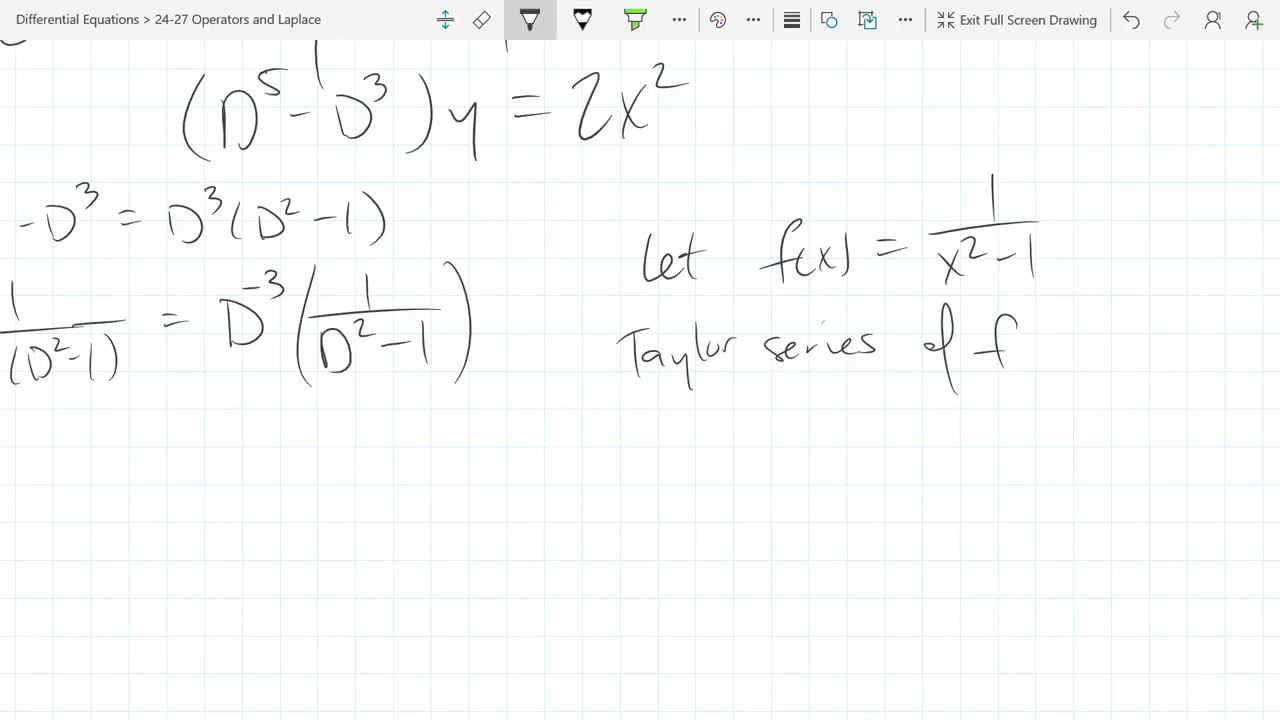 Differential Equations > 24-27 Operators and Laplace
Exit Full Screen Drawing
(D^5 - D^3)y = 2x^2
-D^3 = D^3(D^2 - 1)
1/(D^2-1) = D^-3(1/(D^2-1))
Let f(x) = 1/(x^2-1)
Taylor series of f